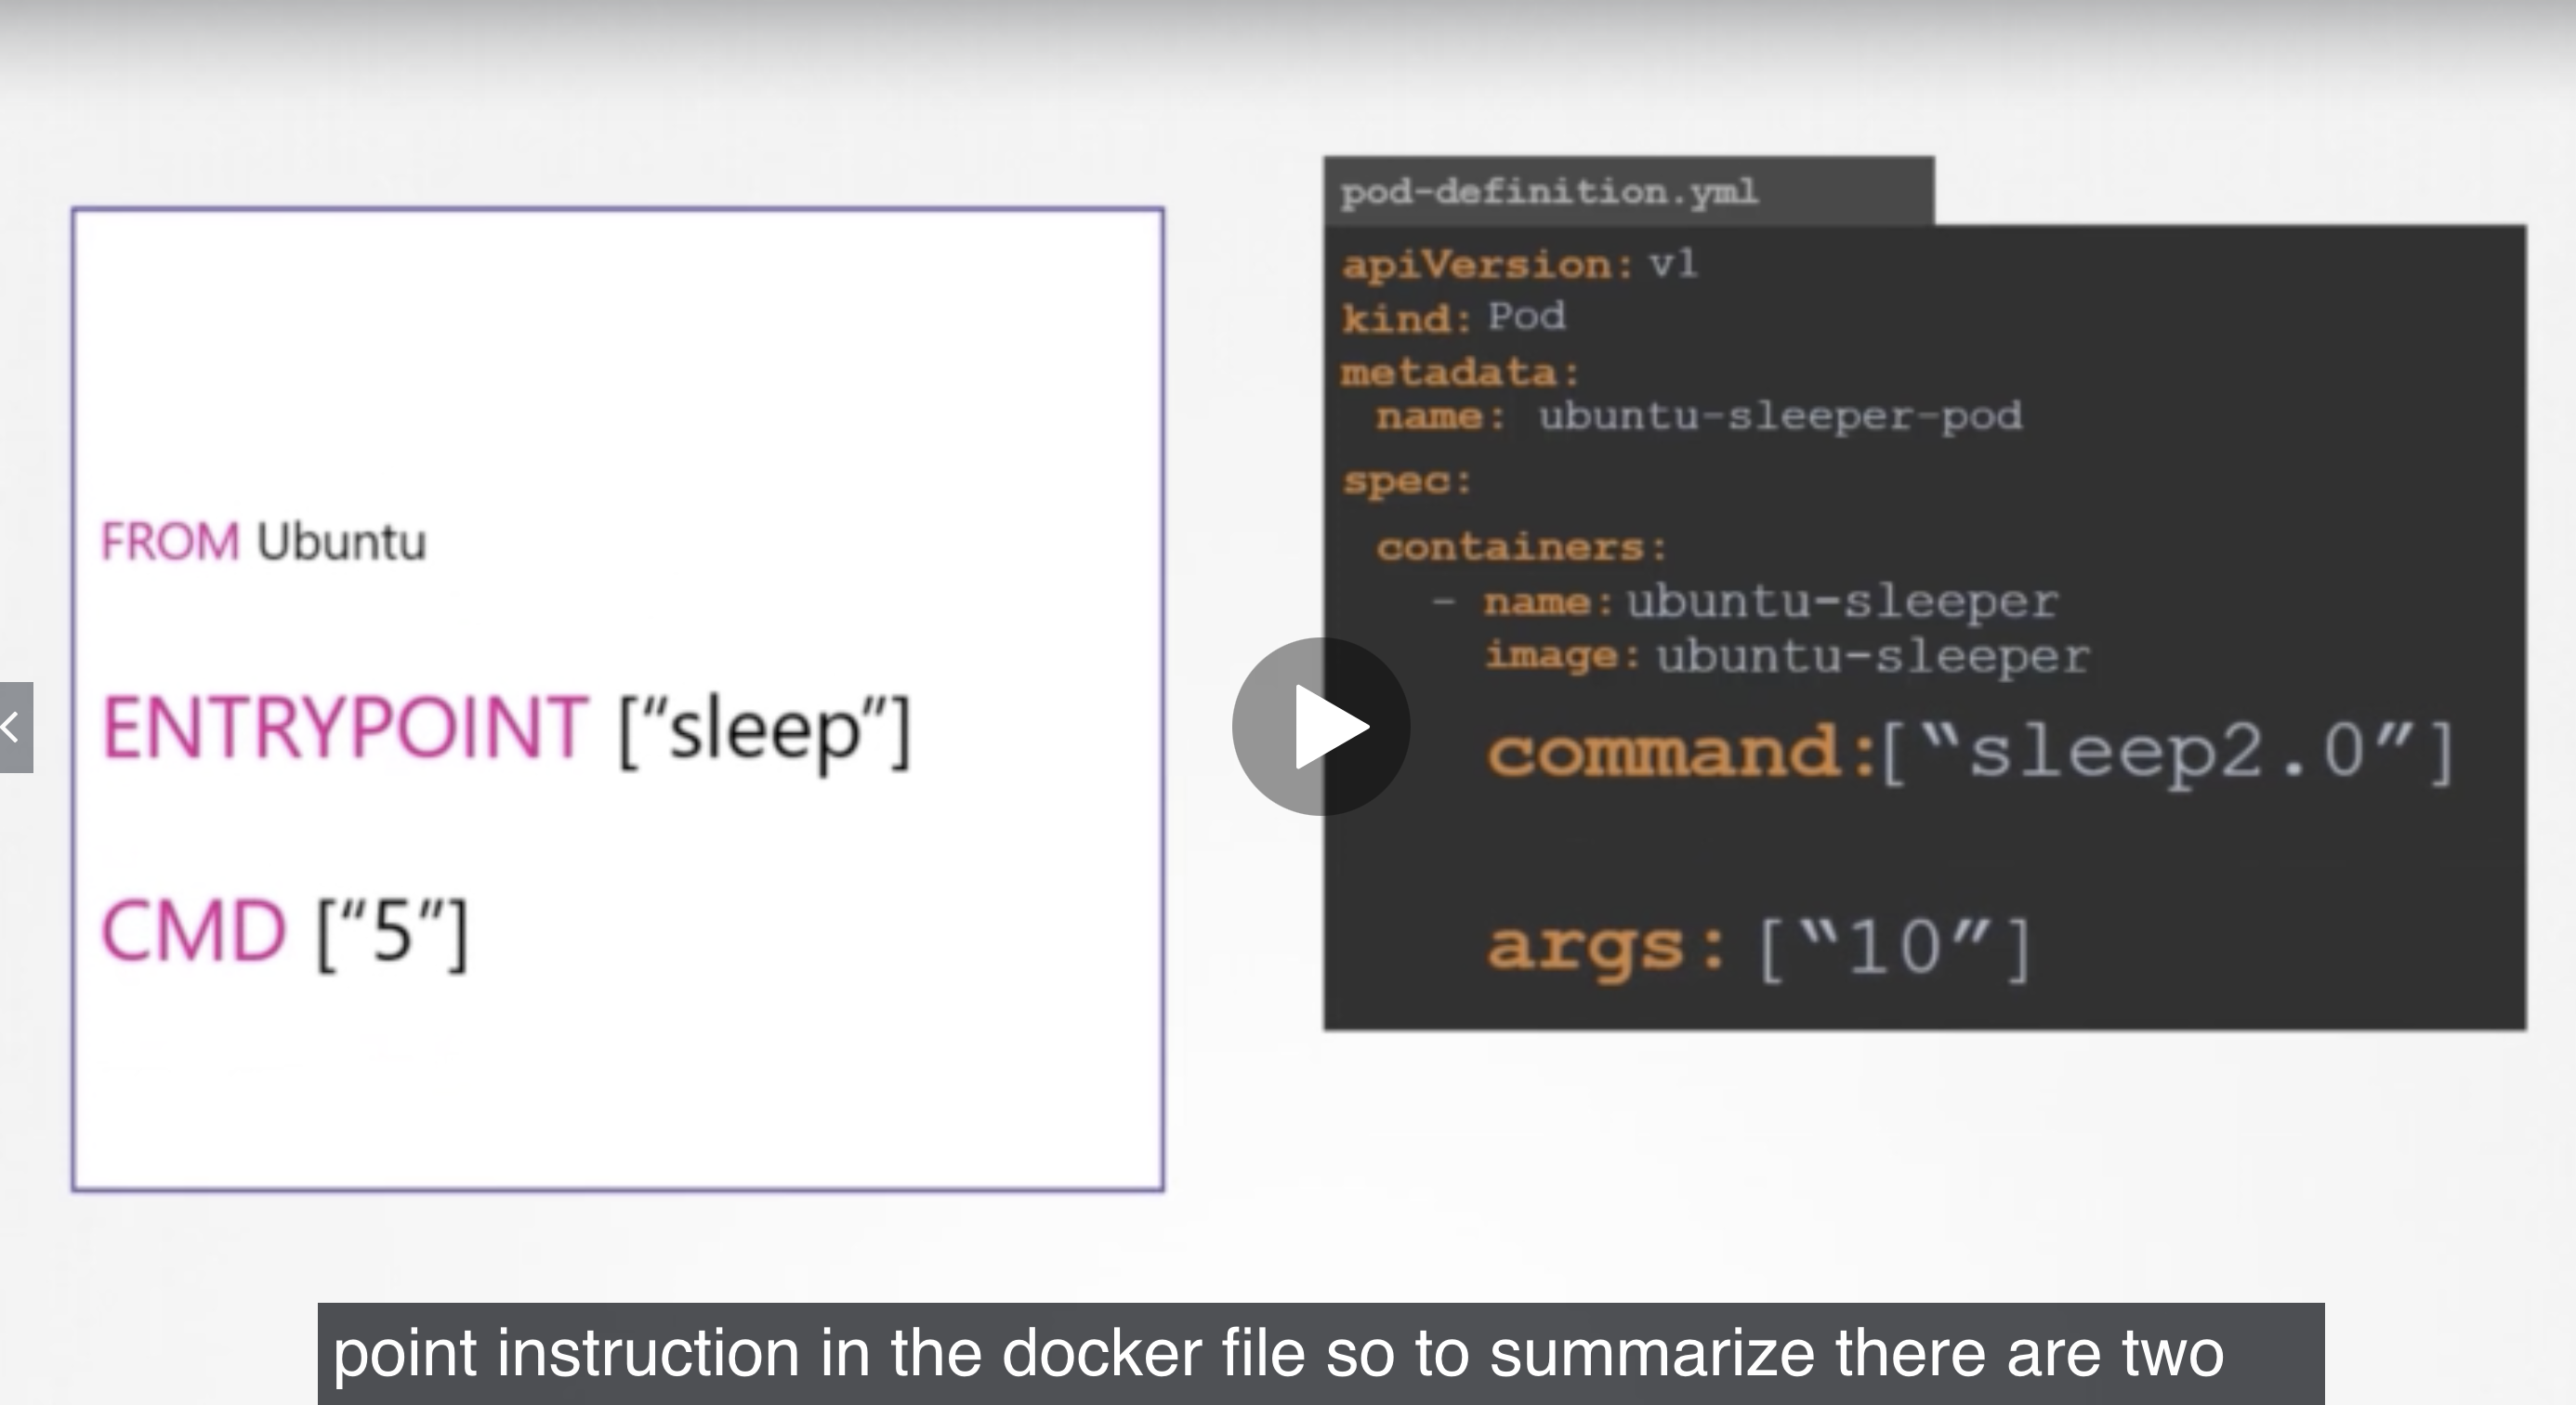 FROM Ubuntu
ENTRYPOINT [“sleep”]
CMD [“5”]
pod-definition.yml
apiVersion: v1
kind: Pod
metadata:
name: ubuntu-sleeper-pod
spec:
containers:
- name: ubuntu-sleeper
image: ubuntu-sleeper
command:[“sleep2.0”]
args: [“10”]
point instruction in the docker file so to summarize there are two